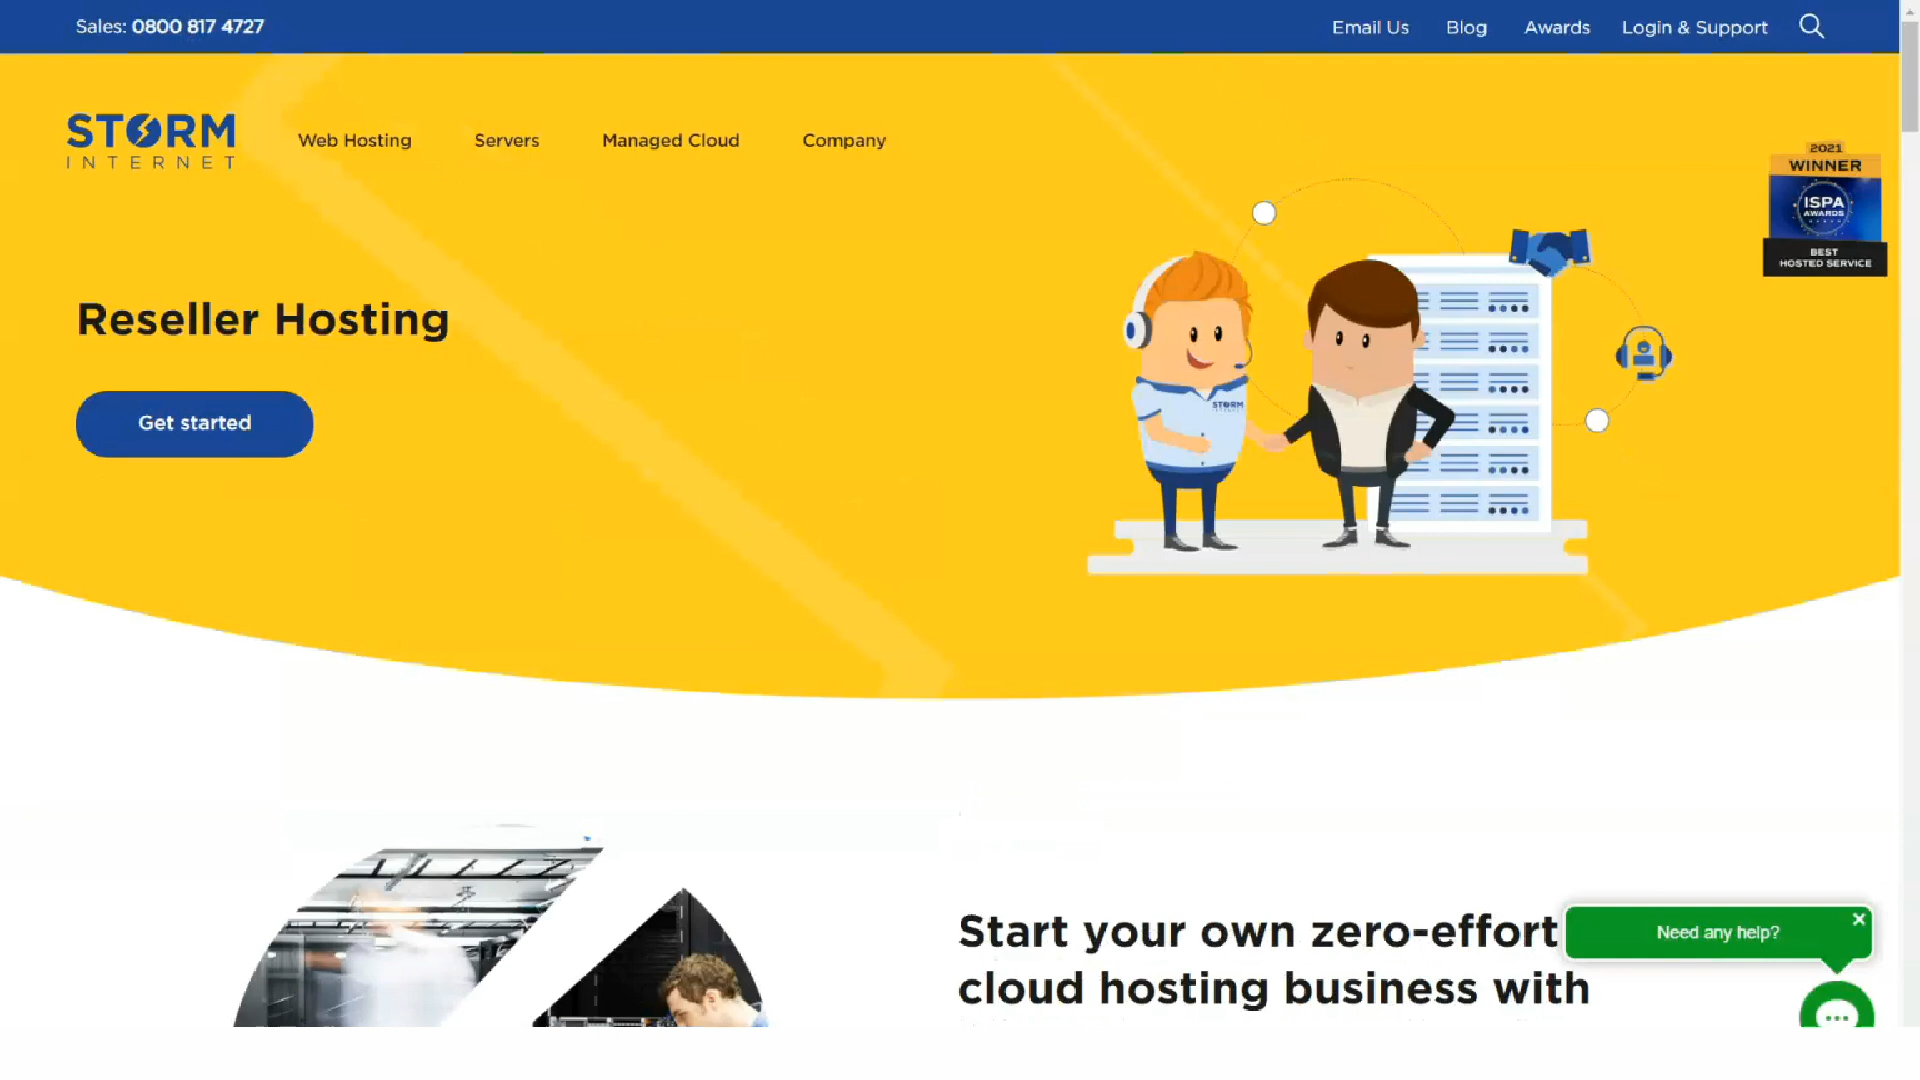 Sales: 0800 817 4727
Email Us
Blog
Awards
Login & Support
STORM
INTERNET
Web Hosting
Servers
Managed Cloud
Company
2021
WINNER
ISPA
AWARDS
BEST
HOSTED SERVICE
Reseller Hosting
Get started
STORM
Start your own zero-effort
cloud hosting business with
Need any help?